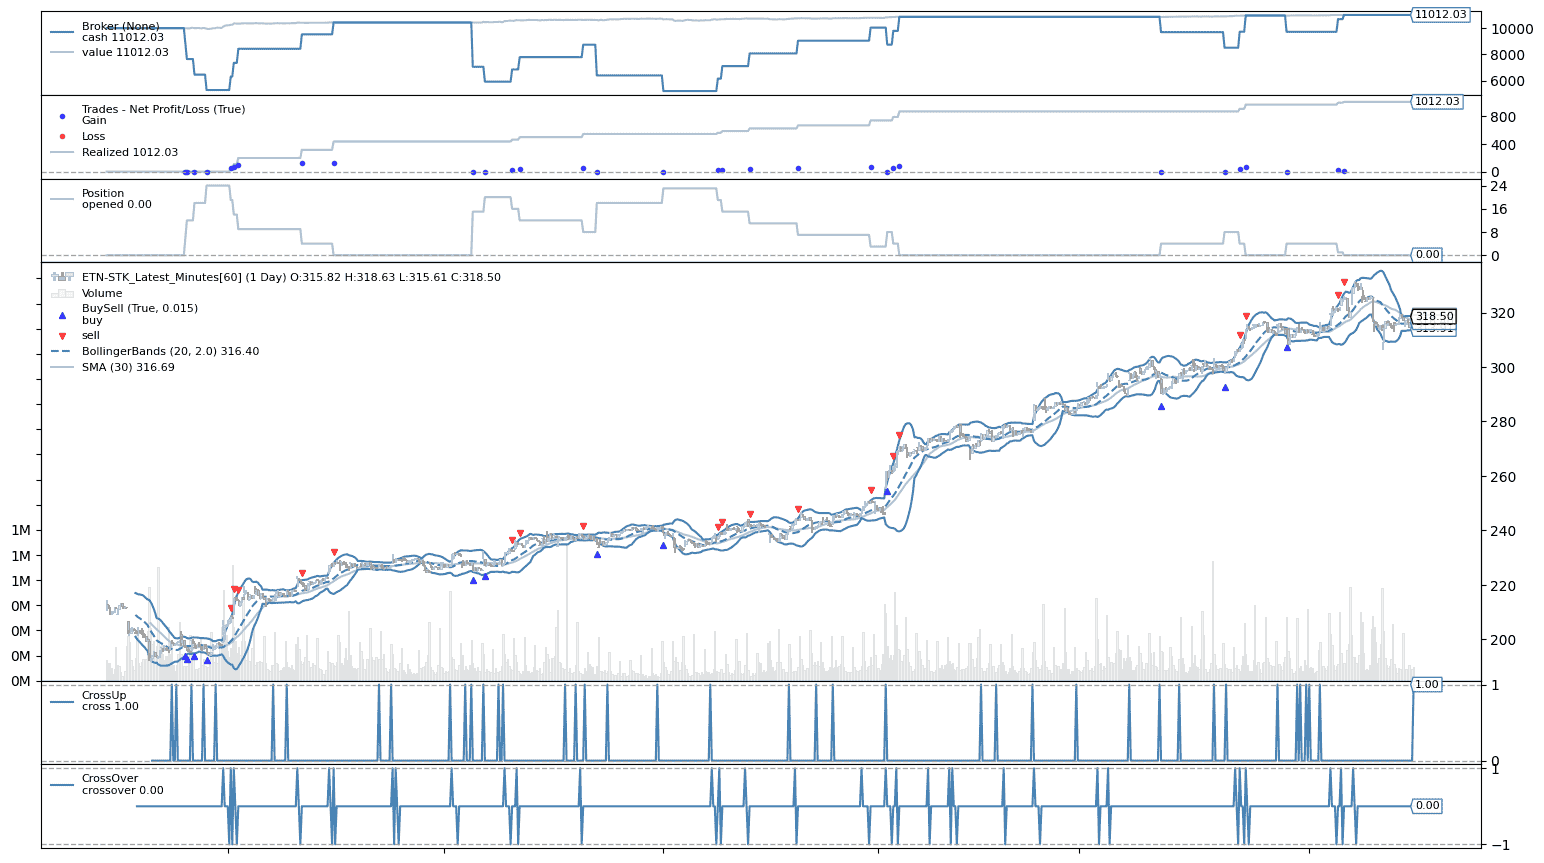 Broker (None)
cash 11012.03
value 11012.03
11012.03
10000
8000
6000
Trades - Net Profit/Loss (True)
Gain
Loss
Realized 1012.03
1012.03
800
400
0
Position
opened 0.00
24
16
8
0.00
0
ETN-STK_Latest_Minutes[60] (1 Day) O:315.82 H:318.63 L:315.61 C:318.50
Volume
BuySell (True, 0.015)
buy
sell
BollingerBands (20, 2.0) 316.40
SMA (30) 316.69
318.50
320
300
280
260
240
220
200
1M
1M
1M
0M
0M
0M
0M
CrossUp
cross 1.00
1.00
1
0
CrossOver
crossover 0.00
1
0.00
−1